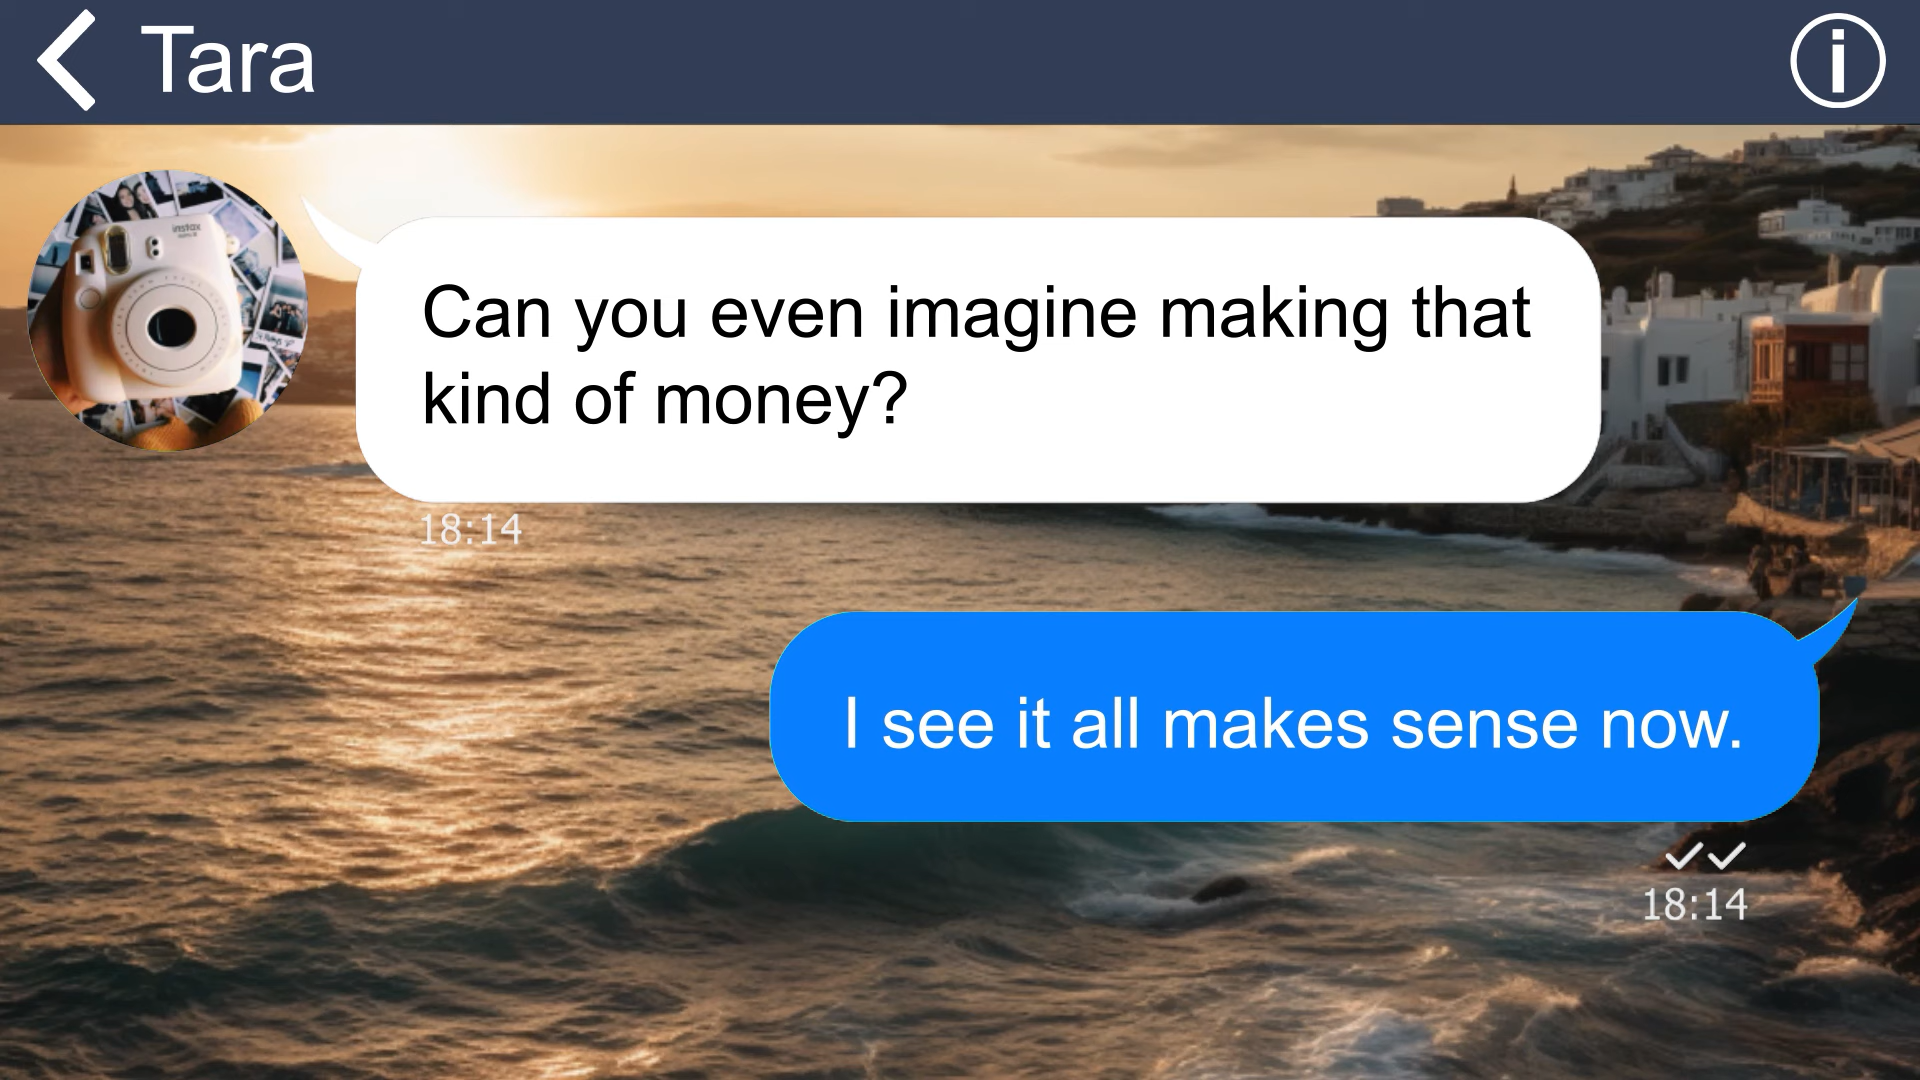 Tara
instax
Can you even imagine making that
kind of money?
18:14
I see it all makes sense now.
18:14